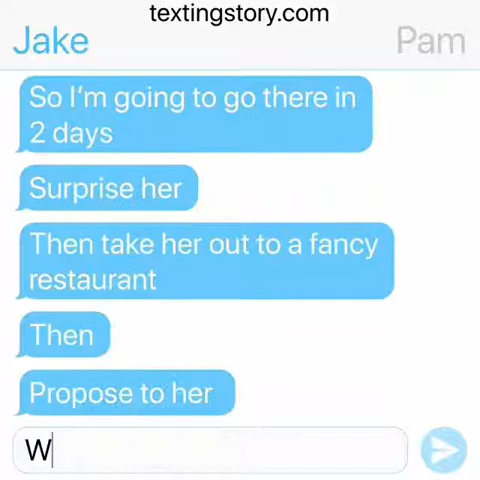 textingstory.com
Jake Pam
So I'm going to go there in
2 days
Surprise her
Then take her out to a fancy
restaurant
Then
Propose to her
W